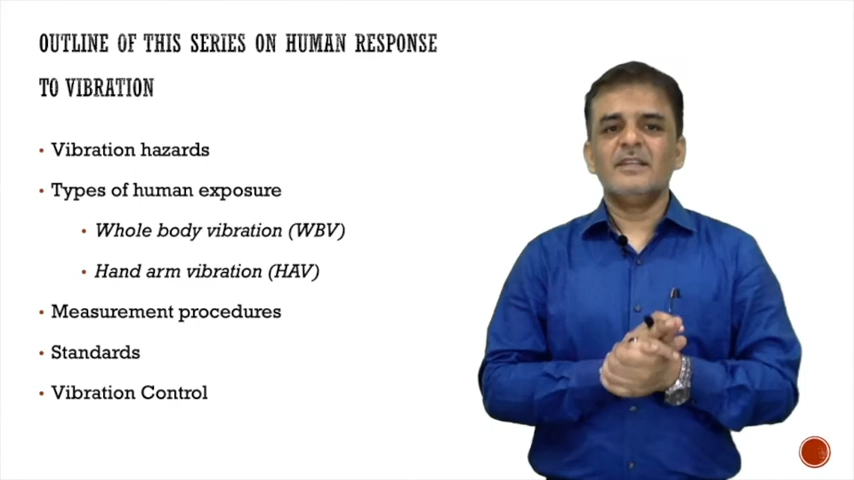 OUTLINE OF THIS SERIES ON HUMAN RESPONSE
TO VIBRATION
• Vibration hazards
• Types of human exposure
• Whole body vibration (WBV)
• Hand arm vibration (HAV)
• Measurement procedures
• Standards
• Vibration Control